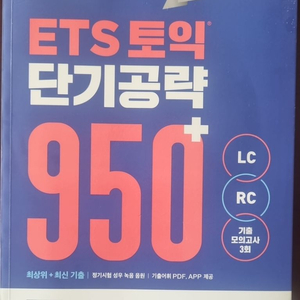 ETS 토익®
단기공략
950+
LC
RC
기출
모의고사
3회
최상위 + 최신 기출 | 정기시험 성우 녹음 음원 | 기출어휘 PDF, APP 제공